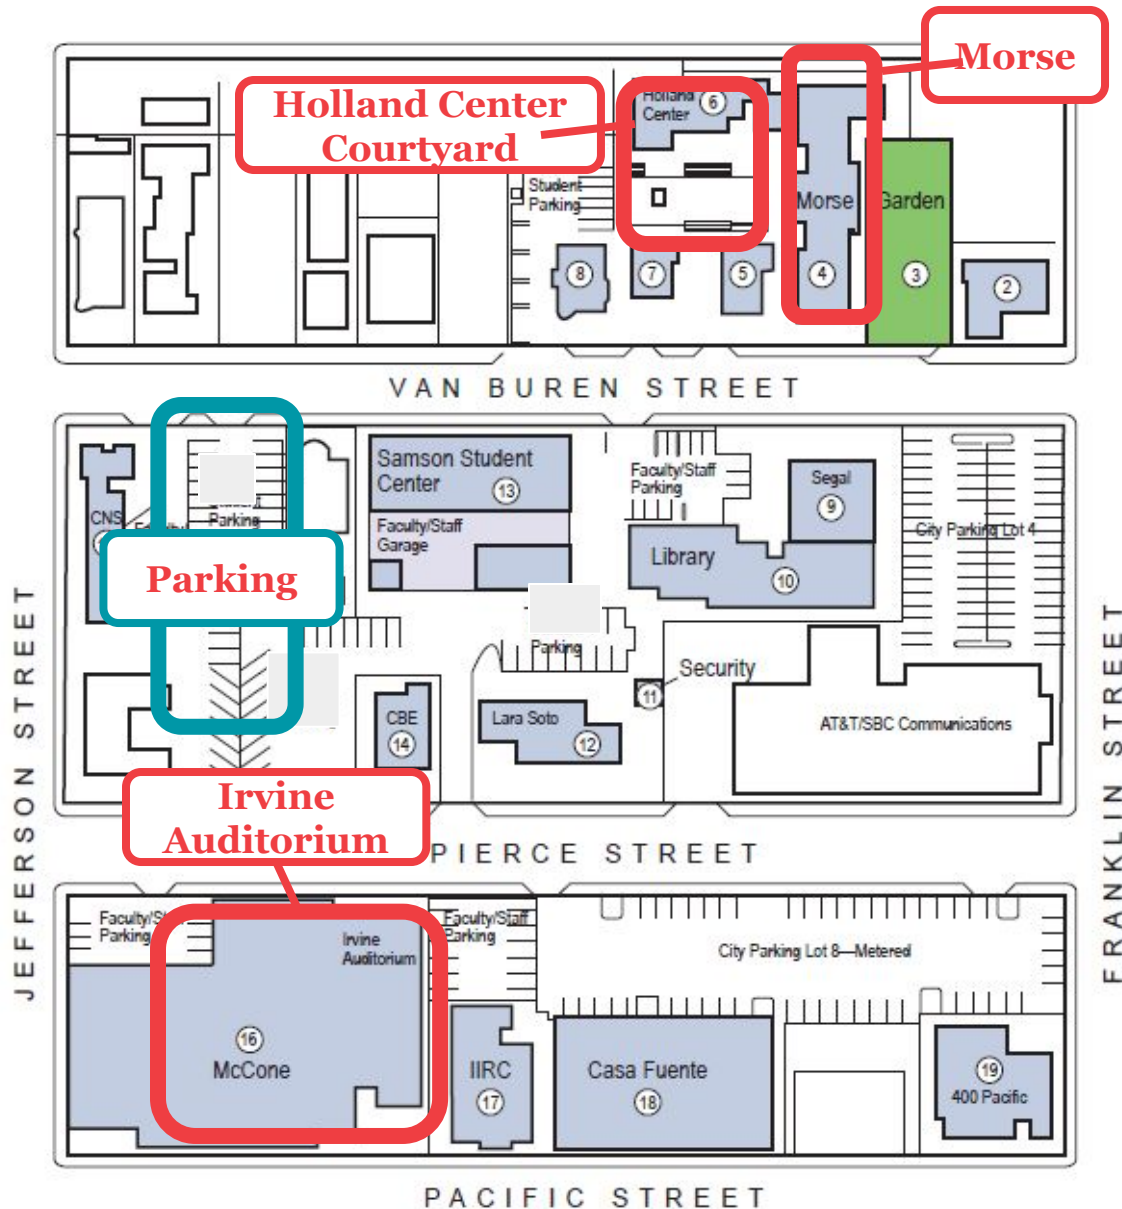 Morse
Holland Center
Courtyard
Holland
Center
6
Student
Parking
Morse
Garden
8
7
5
4
3
2
VAN BUREN STREET
Samson Student
Center
13
Faculty/Staff
Parking
Segal
9
CNS
Parking
Faculty/Staff
Garage
City Parking Lot 4
Library
10
Parking
Parking
Security
11
CBE
14
Lara Soto
12
AT&T/SBC Communications
JEFFERSON STREET
FRANKLIN STREET
Irvine
Auditorium
PIERCE STREET
Faculty/St
Parking
Irvine
Auditorium
Faculty/Staff
Parking
City Parking Lot 8—Metered
16
McCone
IIRC
17
Casa Fuente
18
19
400 Pacific
PACIFIC STREET